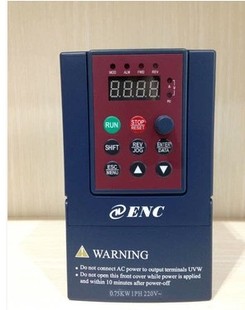 MOD ALM FWD REV
A
Hz
8.8.8.8.
RUN
STOP
RESET
SHIFT
REV
JOG
ENTER
DATA
ESC
MENU
ENC
WARNING
● Do not connect AC power to output terminals UVW
● Do not open this front cover while power is applied
and within 10 minutes after power-off
0.75KW 1PH 220V~